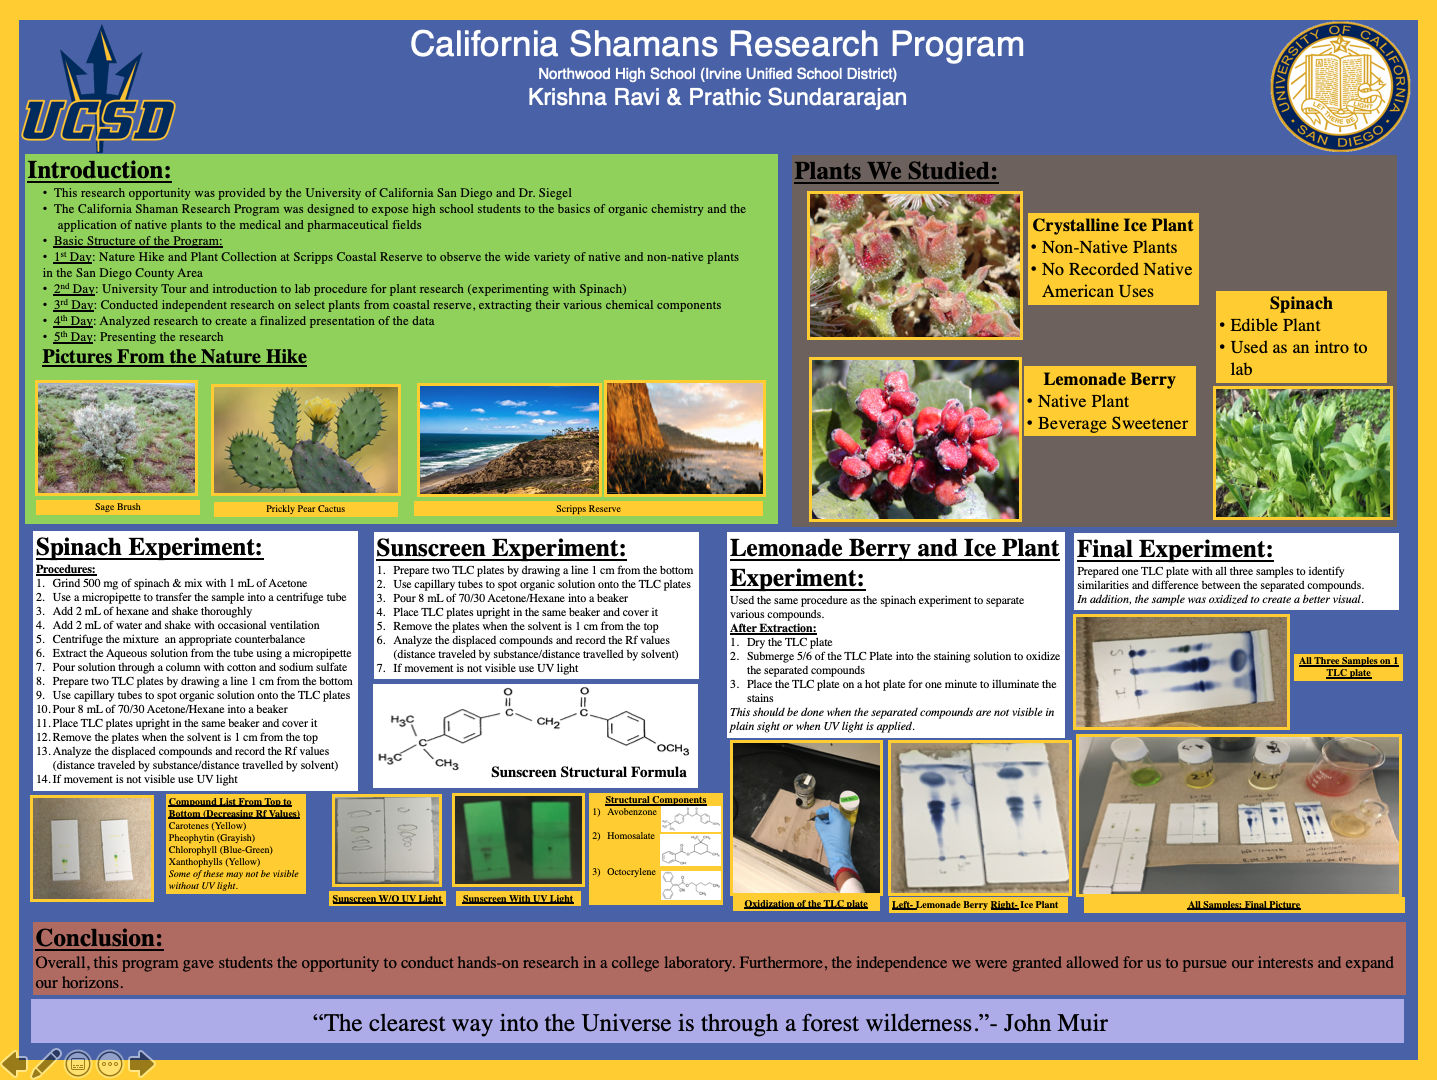 California Shamans Research Program
Northwood High School (Irvine Unified School District)
Krishna Ravi & Prathic Sundararajan
UCSD
UNIVERSITY OF CALIFORNIA
SAN DIEGO
LET THERE BE LIGHT
Introduction:
• This research opportunity was provided by the University of California San Diego and Dr. Siegel
• The California Shaman Research Program was designed to expose high school students to the basics of organic chemistry and the
application of native plants to the medical and pharmaceutical fields
• Basic Structure of the Program:
• 1st Day: Nature Hike and Plant Collection at Scripps Coastal Reserve to observe the wide variety of native and non-native plants
in the San Diego County Area
• 2nd Day: University Tour and introduction to lab procedure for plant research (experimenting with Spinach)
• 3rd Day: Conducted independent research on select plants from coastal reserve, extracting their various chemical components
• 4th Day: Analyzed research to create a finalized presentation of the data
• 5th Day: Presenting the research
Pictures From the Nature Hike
Sage Brush
Prickly Pear Cactus
Scripps Reserve
Plants We Studied:
Crystalline Ice Plant
• Non-Native Plants
• No Recorded Native
American Uses
Spinach
• Edible Plant
• Used as an intro to
lab
Lemonade Berry
• Native Plant
• Beverage Sweetener
Spinach Experiment:
Procedures:
1. Grind 500 mg of spinach & mix with 1 mL of Acetone
2. Use a micropipette to transfer the sample into a centrifuge tube
3. Add 2 mL of hexane and shake thoroughly
4. Add 2 mL of water and shake with occasional ventilation
5. Centrifuge the mixture an appropriate counterbalance
6. Extract the Aqueous solution from the tube using a micropipette
7. Pour solution through a column with cotton and sodium sulfate
8. Prepare two TLC plates by drawing a line 1 cm from the bottom
9. Use capillary tubes to spot organic solution onto the TLC plates
10. Pour 8 mL of 70/30 Acetone/Hexane into a beaker
11. Place TLC plates upright in the same beaker and cover it
12. Remove the plates when the solvent is 1 cm from the top
13. Analyze the displaced compounds and record the Rf values
(distance traveled by substance/distance travelled by solvent)
14. If movement is not visible use UV light
Compound List From Top to
Bottom (Decreasing Rf Values)
Carotenes (Yellow)
Pheophytin (Grayish)
Chlorophyll (Blue-Green)
Xanthophylls (Yellow)
Some of these may not be visible
without UV light.
Sunscreen Experiment:
1. Prepare two TLC plates by drawing a line 1 cm from the bottom
2. Use capillary tubes to spot organic solution onto the TLC plates
3. Pour 8 mL of 70/30 Acetone/Hexane into a beaker
4. Place TLC plates upright in the same beaker and cover it
5. Remove the plates when the solvent is 1 cm from the top
6. Analyze the displaced compounds and record the Rf values
(distance traveled by substance/distance travelled by solvent)
7. If movement is not visible use UV light
O O
H3C CH2
H3C C CH3 OCH3
Sunscreen Structural Formula
Sunscreen W/O UV Light
Sunscreen With UV Light
Structural Components
1) Avobenzone
2) Homosalate
3) Octocrylene
Lemonade Berry and Ice Plant
Experiment:
Used the same procedure as the spinach experiment to separate
various compounds.
After Extraction:
1. Dry the TLC plate
2. Submerge 5/6 of the TLC Plate into the staining solution to oxidize
the separated compounds
3. Place the TLC plate on a hot plate for one minute to illuminate the
stains
This should be done when the separated compounds are not visible in
plain sight or when UV light is applied.
Oxidization of the TLC plate
Left- Lemonade Berry Right- Ice Plant
Final Experiment:
Prepared one TLC plate with all three samples to identify
similarities and difference between the separated compounds.
In addition, the sample was oxidized to create a better visual.
S L I
All Three Samples on 1
TLC plate
All Samples: Final Picture
Conclusion:
Overall, this program gave students the opportunity to conduct hands-on research in a college laboratory. Furthermore, the independence we were granted allowed for us to pursue our interests and expand
our horizons.
“The clearest way into the Universe is through a forest wilderness.”- John Muir